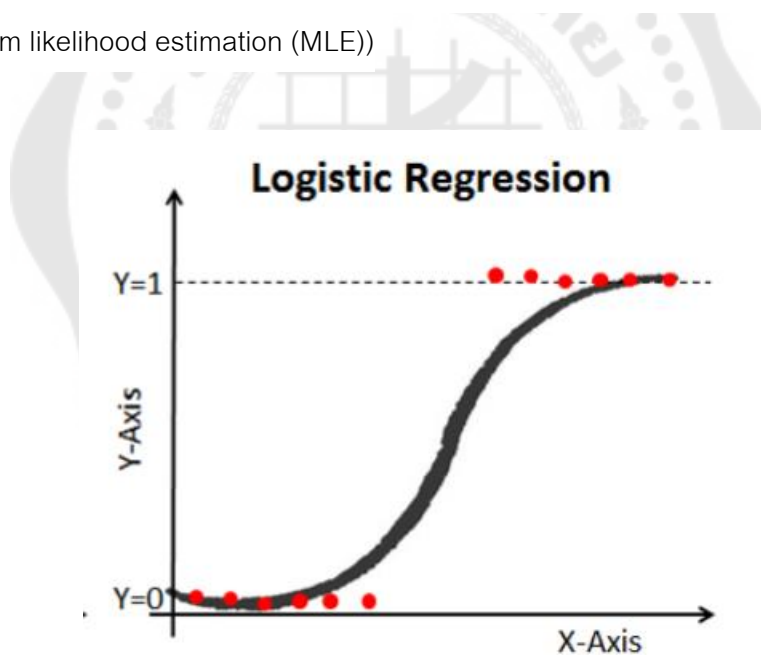 m likelihood estimation (MLE))
Logistic Regression
Y=1
Y-Axis
Y=0
X-Axis